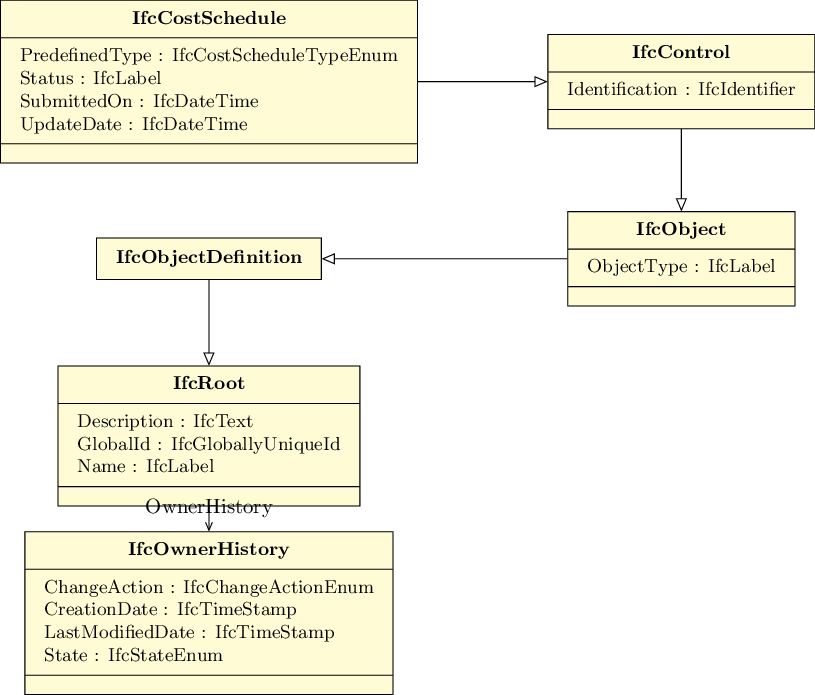 IfcCostSchedule
PredefinedType : IfcCostScheduleTypeEnum
Status : IfcLabel
SubmittedOn : IfcDateTime
UpdateDate : IfcDateTime
IfcControl
Identification : IfcIdentifier
IfcObject
ObjectType : IfcLabel
IfcObjectDefinition
IfcRoot
Description : IfcText
GlobalId : IfcGloballyUniqueId
Name : IfcLabel
OwnerHistory
IfcOwnerHistory
ChangeAction : IfcChangeActionEnum
CreationDate : IfcTimeStamp
LastModifiedDate : IfcTimeStamp
State : IfcStateEnum